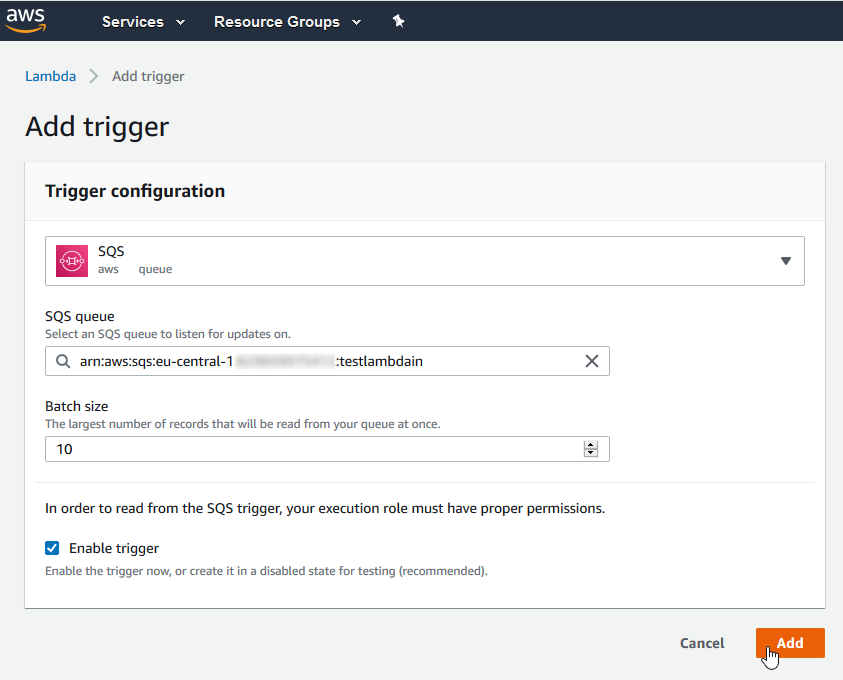 aws Services Resource Groups
Lambda Add trigger
Add trigger
Trigger configuration
SQS
aws queue
SQS queue
Select an SQS queue to listen for updates on.
arn:aws:sqs:eu-central-1 :testlambdain
Batch size
The largest number of records that will be read from your queue at once.
10
In order to read from the SQS trigger, your execution role must have proper permissions.
Enable trigger
Enable the trigger now, or create it in a disabled state for testing (recommended).
Cancel Add